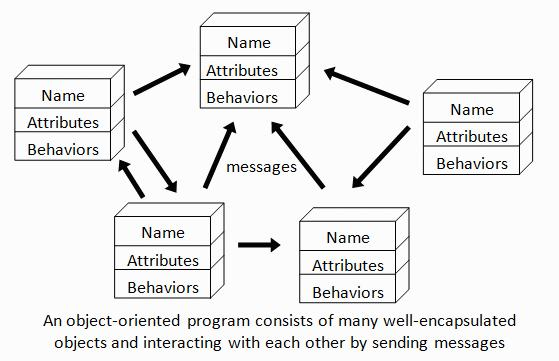 Name
Attributes
Behaviors
Name
Attributes
Behaviors
Name
Attributes
Behaviors
messages
Name
Attributes
Behaviors
Name
Attributes
Behaviors
An object-oriented program consists of many well-encapsulated
objects and interacting with each other by sending messages